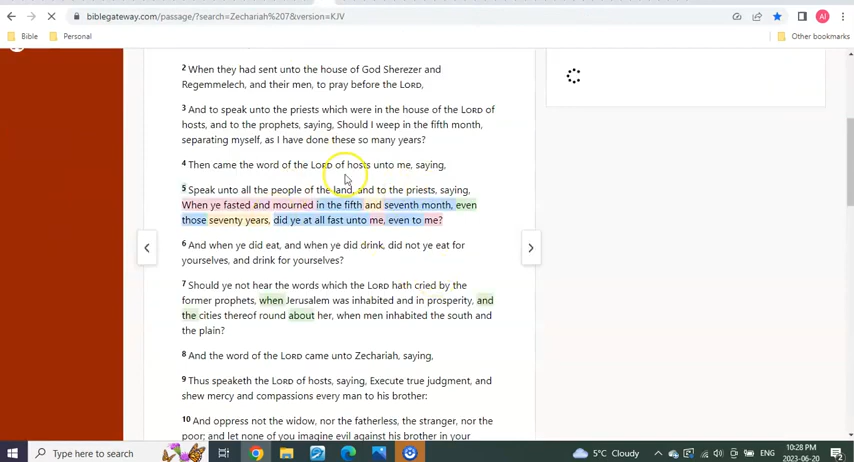 biblegateway.com/passage/?search=Zechariah%207&version=KJV
Bible Personal Other bookmarks
2 When they had sent unto the house of God Sherezer and
Regemmelech, and their men, to pray before the LORD,
3 And to speak unto the priests which were in the house of the LORD of
hosts, and to the prophets, saying, Should I weep in the fifth month,
separating myself, as I have done these so many years?
4 Then came the word of the LORD of hosts unto me, saying,
5 Speak unto all the people of the land, and to the priests, saying,
When ye fasted and mourned in the fifth and seventh month, even
those seventy years, did ye at all fast unto me, even to me?
6 And when ye did eat, and when ye did drink, did not ye eat for
yourselves, and drink for yourselves?
7 Should ye not hear the words which the LORD hath cried by the
former prophets, when Jerusalem was inhabited and in prosperity, and
the cities thereof round about her, when men inhabited the south and
the plain?
8 And the word of the LORD came unto Zechariah, saying,
9 Thus speaketh the LORD of hosts, saying, Execute true judgment, and
shew mercy and compassions every man to his brother:
10 And oppress not the widow, nor the fatherless, the stranger, nor the
poor; and let none of you imagine evil against his brother in your
Type here to search
5°C Cloudy
ENG
10:28 PM
2023-06-20